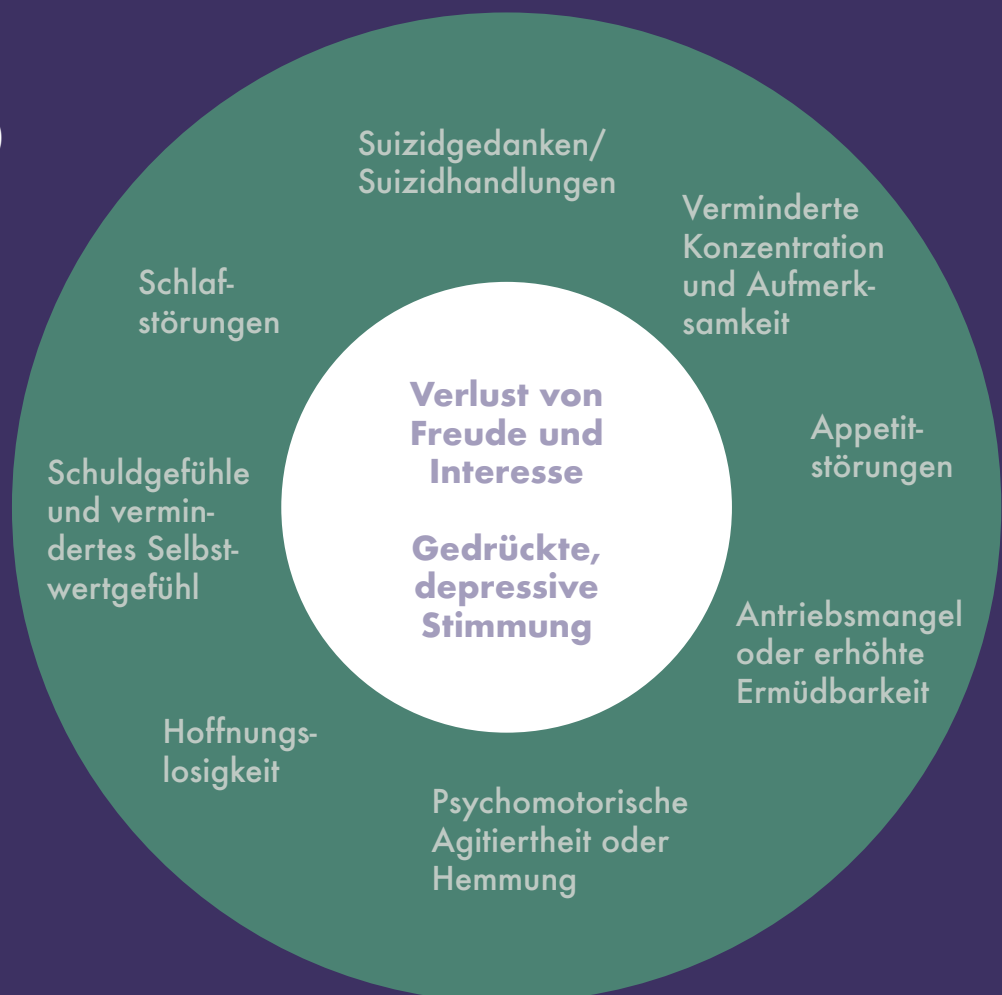 Suizidgedanken/
Suizidhandlungen
Verminderte
Konzentration
und Aufmerk-
samkeit
Appetit-
störungen
Antriebsmangel
oder erhöhte
Ermüdbarkeit
Psychomotorische
Agitiertheit oder
Hemmung
Hoffnungs-
losigkeit
Schuldgefühle
und vermin-
dertes Selbst-
wertgefühl
Schlaf-
störungen
Verlust von
Freude und
Interesse
Gedrückte,
depressive
Stimmung